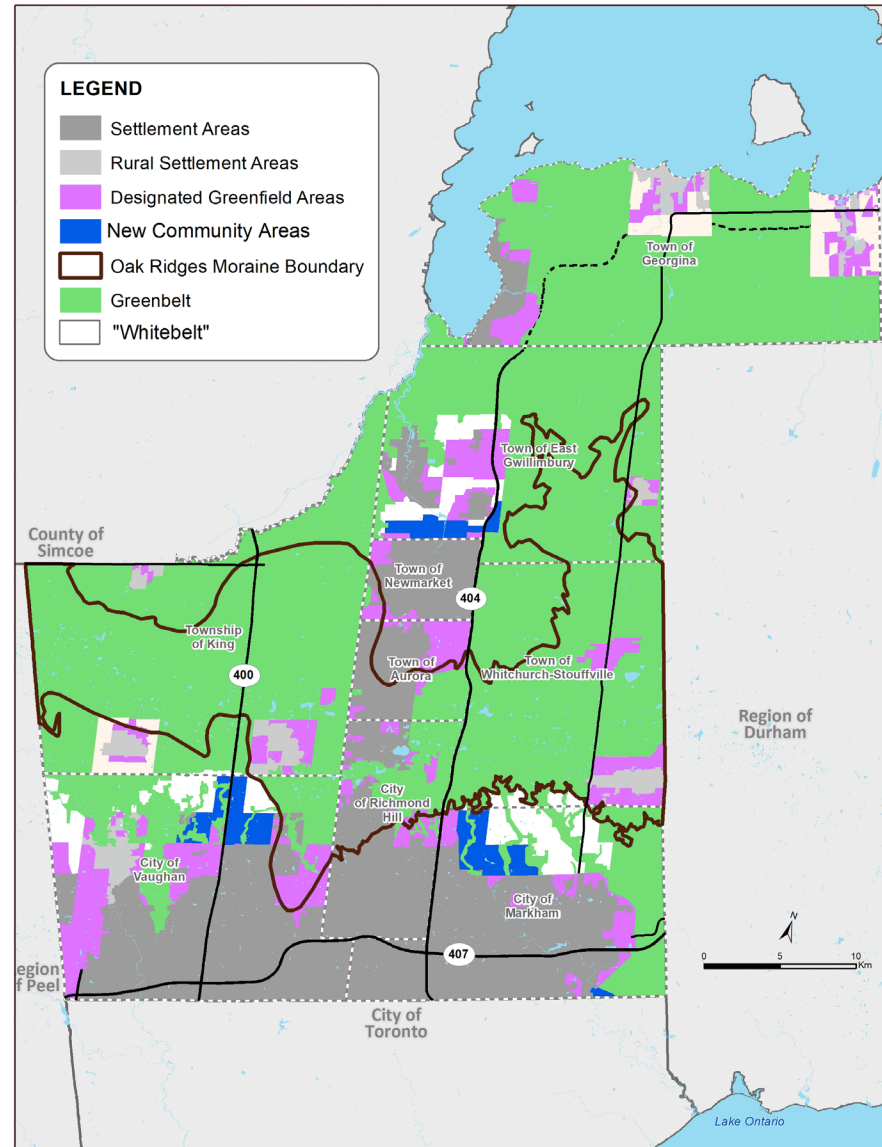 LEGEND
Settlement Areas
Rural Settlement Areas
Designated Greenfield Areas
New Community Areas
Oak Ridges Moraine Boundary
Greenbelt
"Whitebelt"
Town of
Georgina
Town of East
Gwillimbury
County of
Simcoe
Town of
Newmarket
404
Township
of King
400
Town of
Aurora
Town of
Whitchurch-Stouffville
Region of
Durham
City
of Richmond
Hill
City of
Vaughan
City of
Markham
407
N
0 5 10
Km
egion
f Peel
City of
Toronto
Lake Ontario